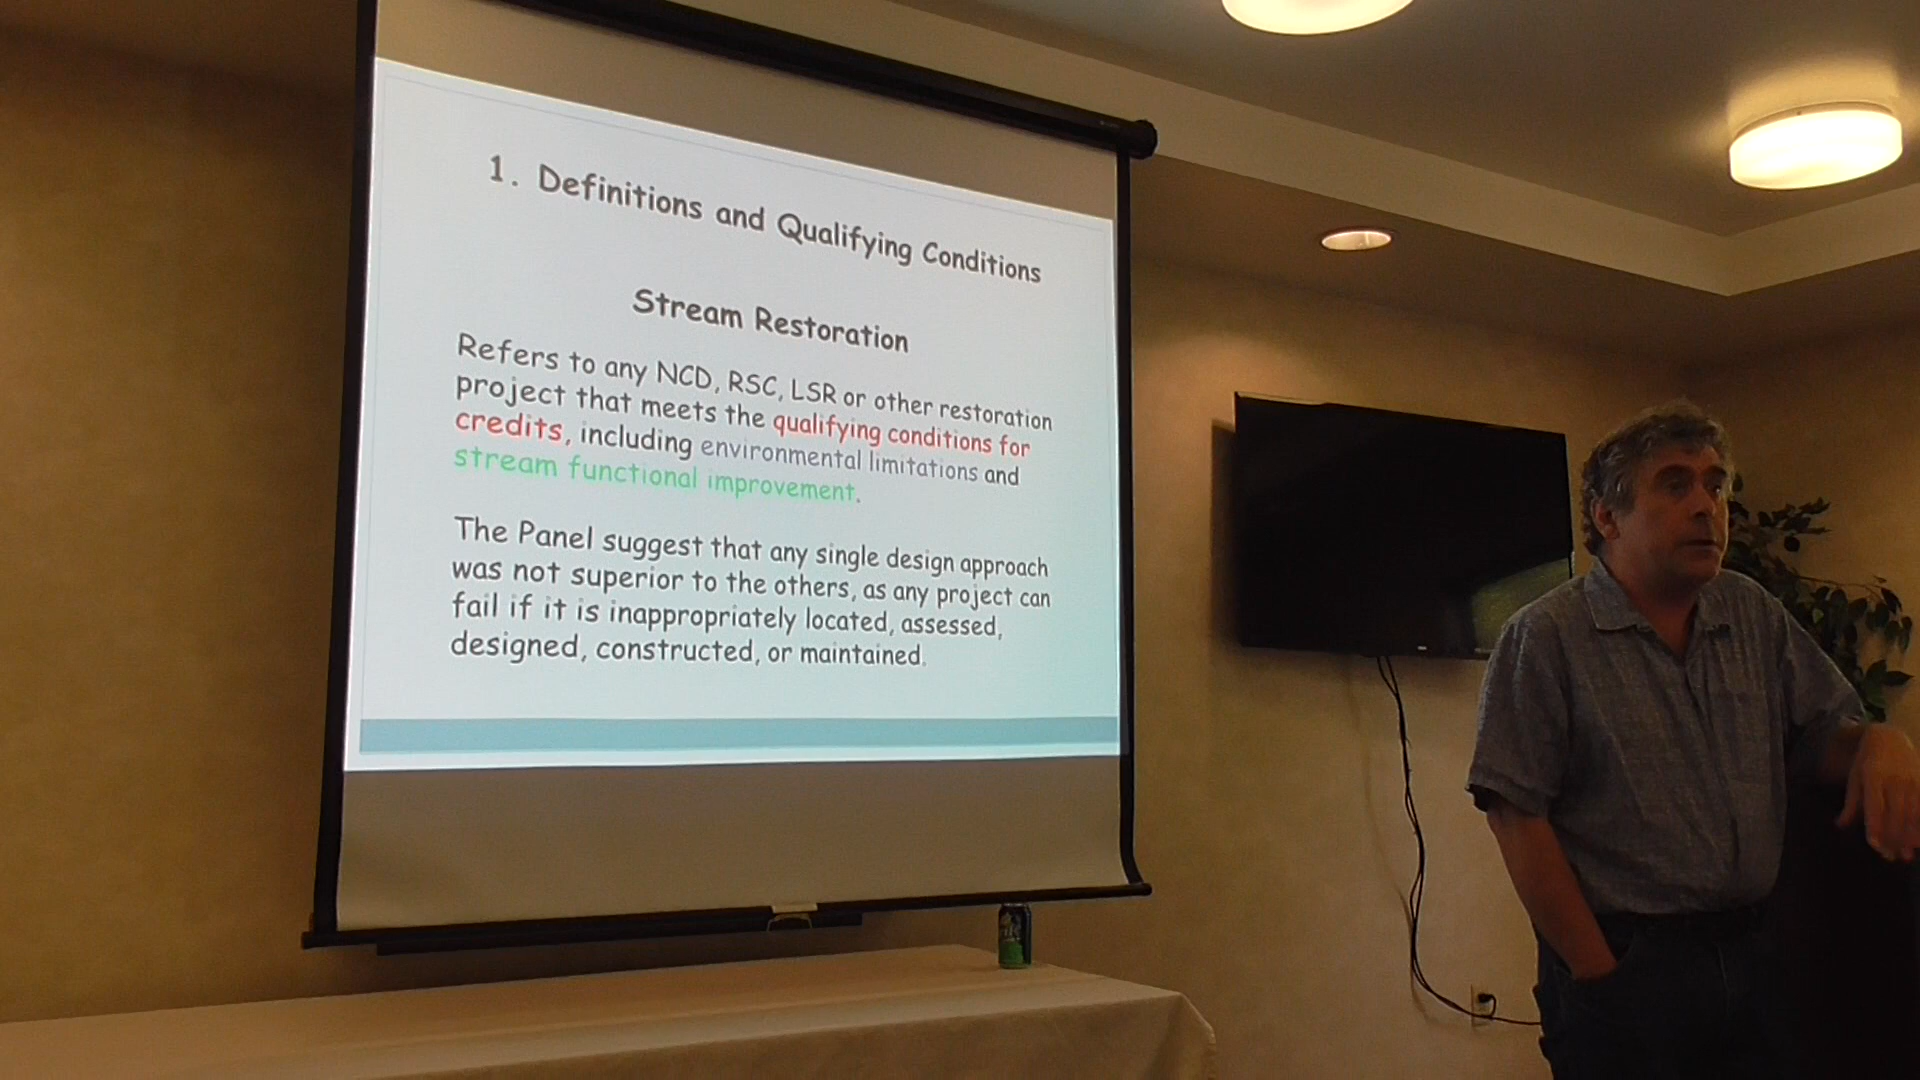 1. Definitions and Qualifying Conditions
Stream Restoration
Refers to any NCD, RSC, LSR or other restoration
project that meets the qualifying conditions for
credits, including environmental limitations and
stream functional improvement.
The Panel suggest that any single design approach
was not superior to the others, as any project can
fail if it is inappropriately located, assessed,
designed, constructed, or maintained.